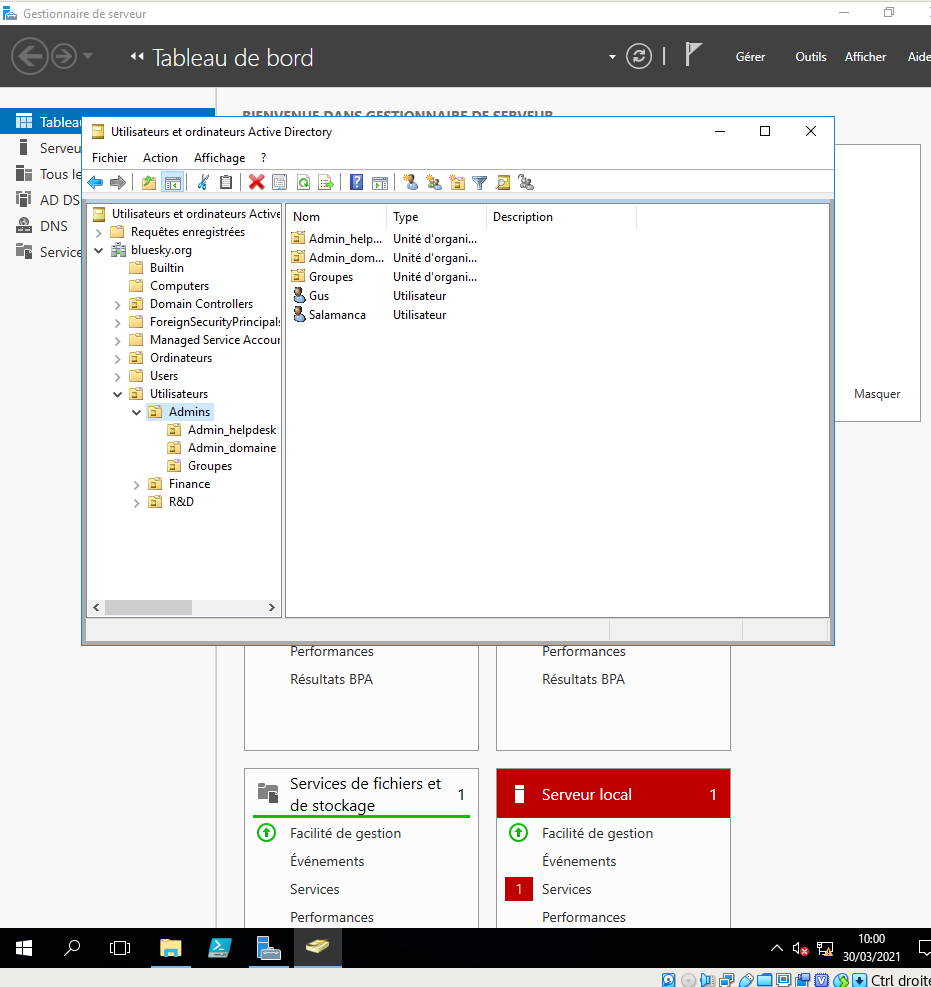 Gestionnaire de serveur
Tableau de bord
Gérer Outils Afficher Aide
BIENVENUE DANS GESTIONNAIRE DE SERVEUR
Utilisateurs et ordinateurs Active Directory
Fichier Action Affichage ?
Tableau
Serveu
Tous le
AD DS
DNS
Service
Utilisateurs et ordinateurs Active
Requêtes enregistrées
bluesky.org
Builtin
Computers
Domain Controllers
ForeignSecurityPrincipals
Managed Service Accour
Ordinateurs
Users
Utilisateurs
Admins
Admin_helpdesk
Admin_domaine
Groupes
Finance
R&D
Nom Type Description
Admin_help... Unité d'organi...
Admin_dom... Unité d'organi...
Groupes Unité d'organi...
Gus Utilisateur
Salamanca Utilisateur
Masquer
Performances
Résultats BPA
Performances
Résultats BPA
Services de fichiers et
de stockage
1
Facilité de gestion
Événements
Services
Performances
Serveur local 1
Facilité de gestion
Événements
1 Services
Performances
10:00
30/03/2021
Ctrl droite